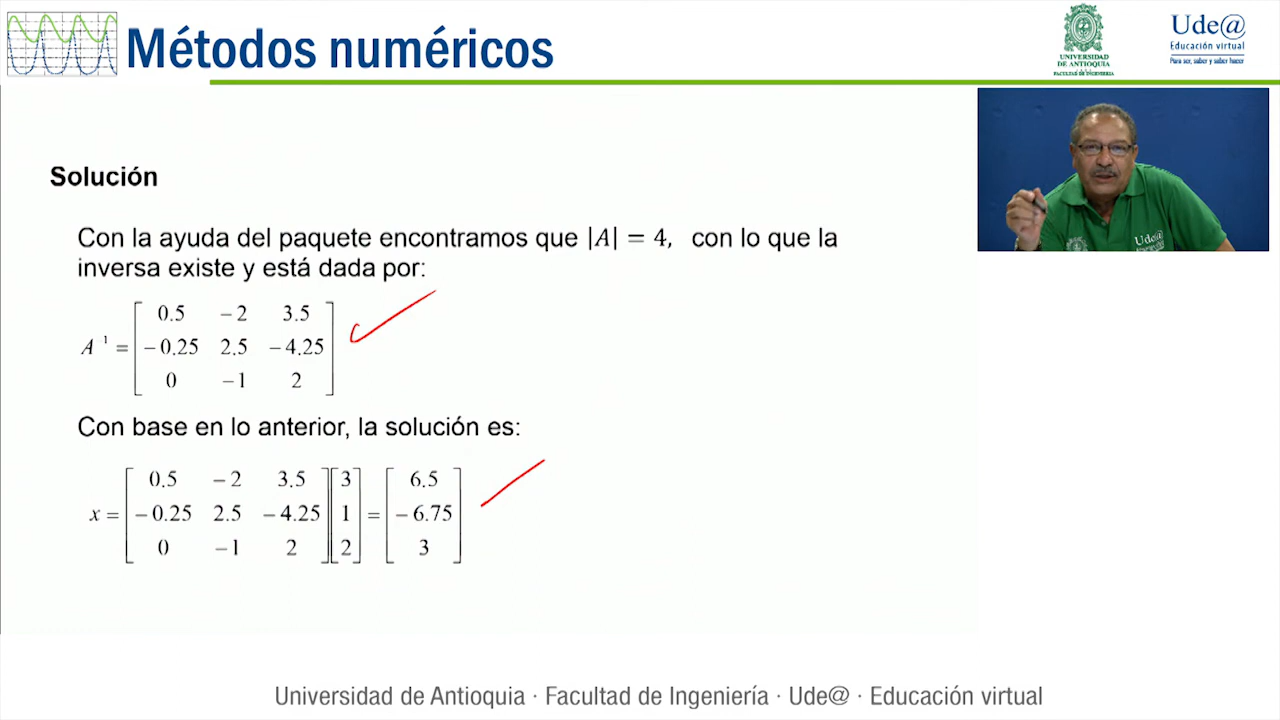 Métodos numéricos
UNIVERSIDAD
DE ANTIOQUIA
FACULTAD DE INGENIERÍA
Ude@
Educación virtual
Para ser, saber y saber hacer
Solución
Con la ayuda del paquete encontramos que |A| = 4, con lo que la
inversa existe y está dada por:
0.5 −2 3.5
A ¹ = −0.25 2.5 −4.25
0 −1 2
Con base en lo anterior, la solución es:
0.5 −2 3.5 3 6.5
x = −0.25 2.5 −4.25 1 = −6.75
0 −1 2 2 3
Ude@
Universidad de Antioquia · Facultad de Ingeniería · Ude@ · Educación virtual